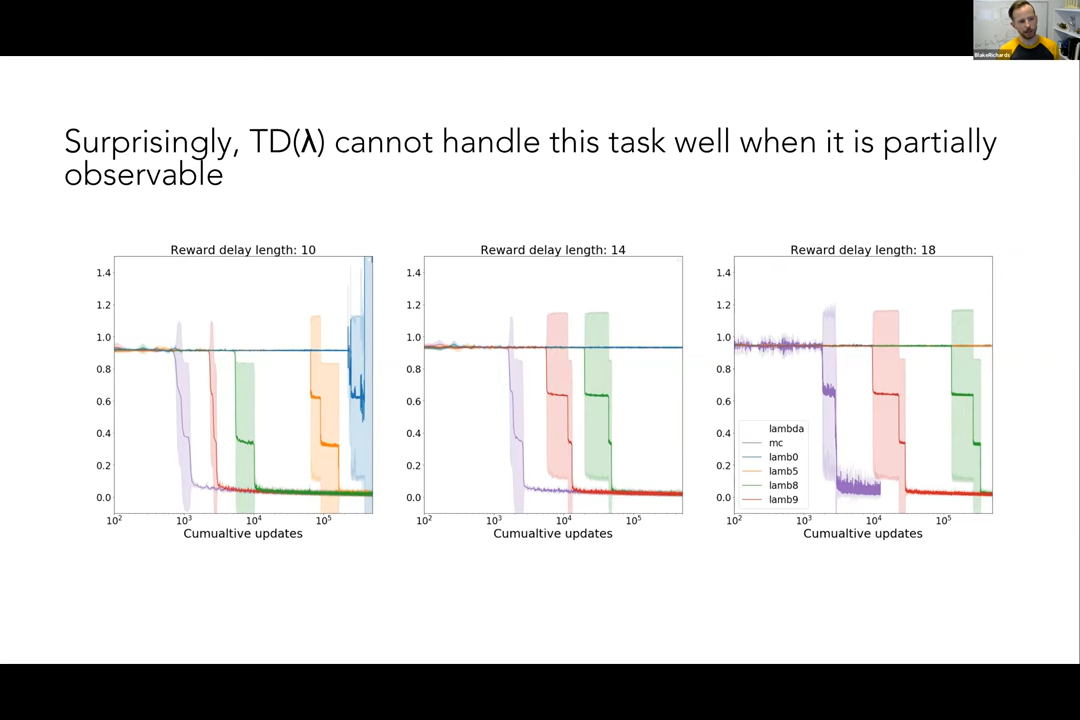 BlakeRichards
Surprisingly, TD(λ) cannot handle this task well when it is partially
observable
Reward delay length: 10
1.4
1.2
1.0
0.8
0.6
0.4
0.2
0.0
10² 10³ 10⁴ 10⁵
Cumualtive updates
Reward delay length: 14
1.4
1.2
1.0
0.8
0.6
0.4
0.2
0.0
10² 10³ 10⁴ 10⁵
Cumualtive updates
Reward delay length: 18
1.4
1.2
1.0
0.8
0.6
0.4
0.2
0.0
lambda
mc
lamb0
lamb5
lamb8
lamb9
10² 10³ 10⁴ 10⁵
Cumualtive updates